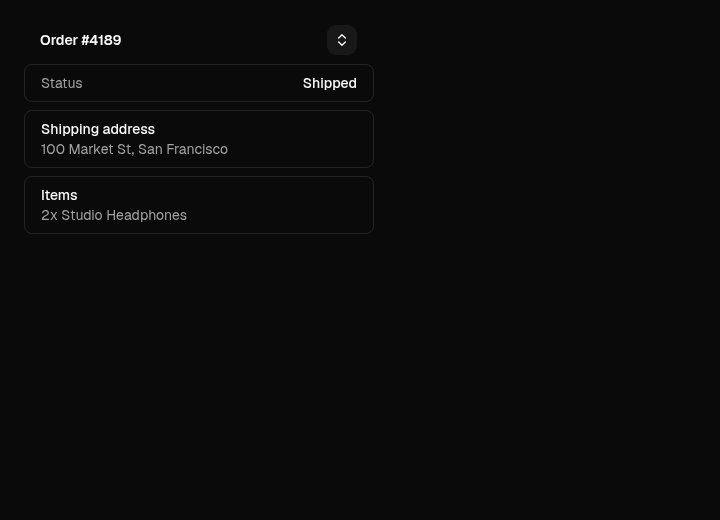 Order #4189
Status Shipped
Shipping address
100 Market St, San Francisco
Items
2x Studio Headphones